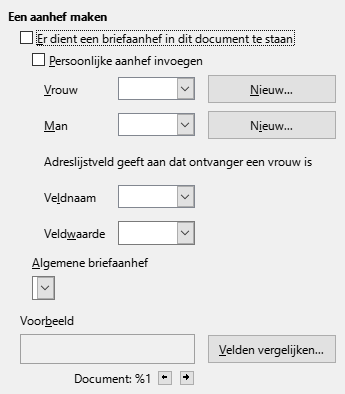 Een aanhef maken
Er dient een briefaanhef in dit document te staan
Persoonlijke aanhef invoegen
Vrouw Nieuw...
Man Nieuw...
Adreslijstveld geeft aan dat ontvanger een vrouw is
Veldnaam
Veldwaarde
Algemene briefaanhef
Voorbeeld
Velden vergelijken...
Document: %1